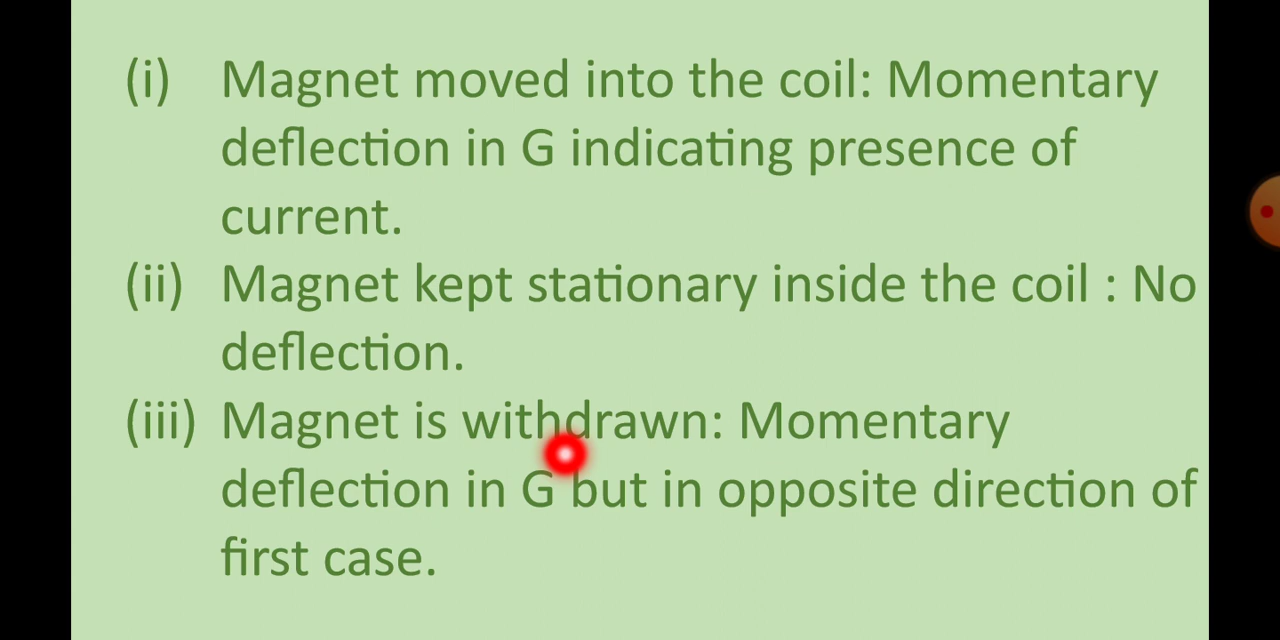 (i) Magnet moved into the coil: Momentary
deflection in G indicating presence of
current.
(ii) Magnet kept stationary inside the coil : No
deflection.
(iii) Magnet is withdrawn: Momentary
deflection in G but in opposite direction of
first case.